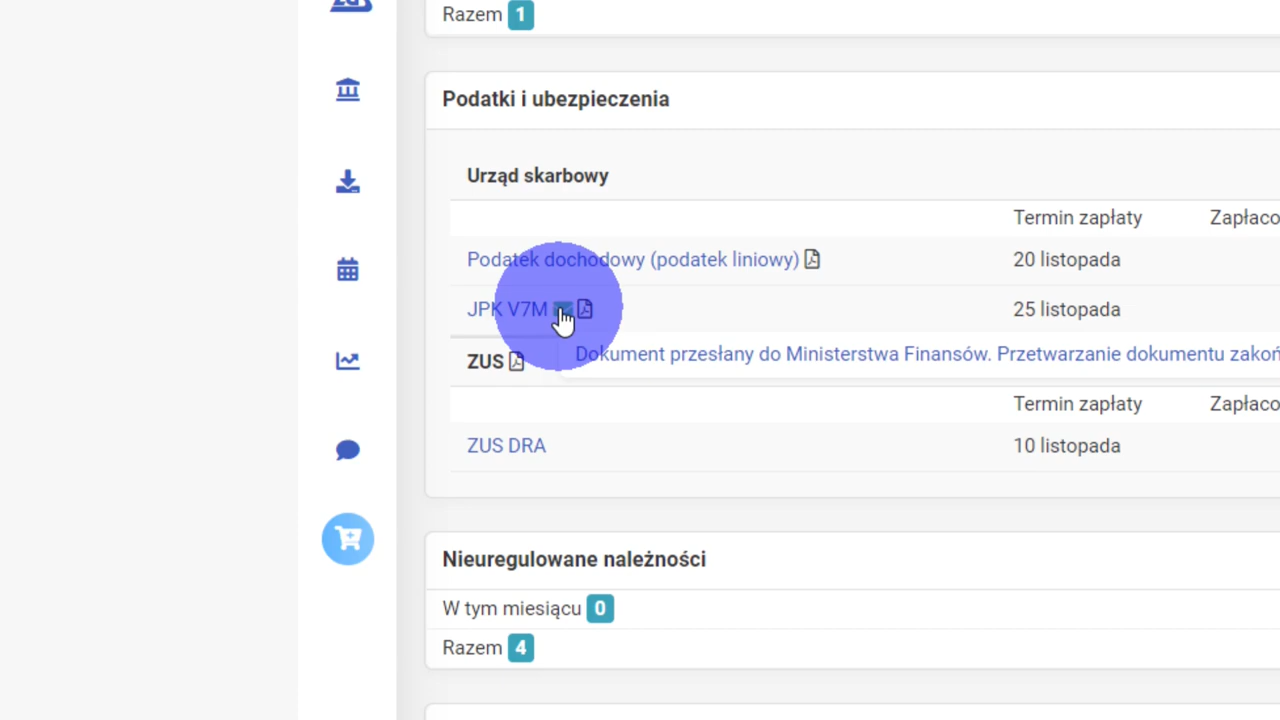 Razem 1
Podatki i ubezpieczenia
Urząd skarbowy
Termin zapłaty Zapłaco
Podatek dochodowy (podatek liniowy) 20 listopada
JPK V7M 25 listopada
Dokument przesłany do Ministerstwa Finansów. Przetwarzanie dokumentu zakoń
ZUS
Termin zapłaty Zapłaco
ZUS DRA 10 listopada
Nieuregulowane należności
W tym miesiącu 0
Razem 4